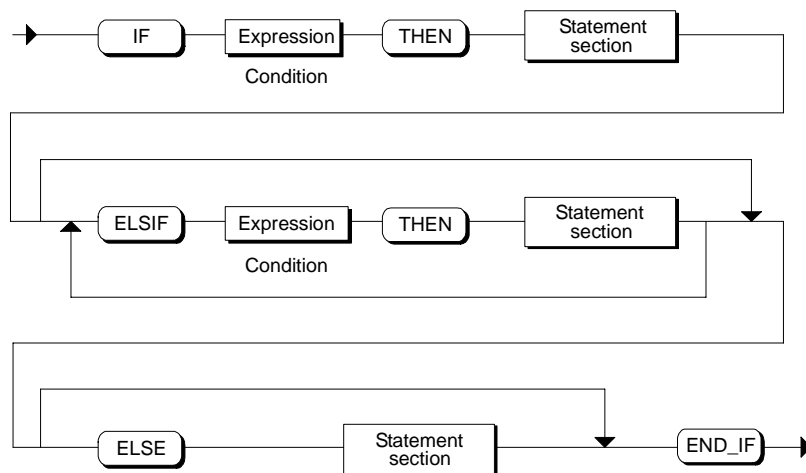 IF
Expression
THEN
Statement
section
Condition
ELSIF
Expression
THEN
Statement
section
Condition
ELSE
Statement
section
END_IF